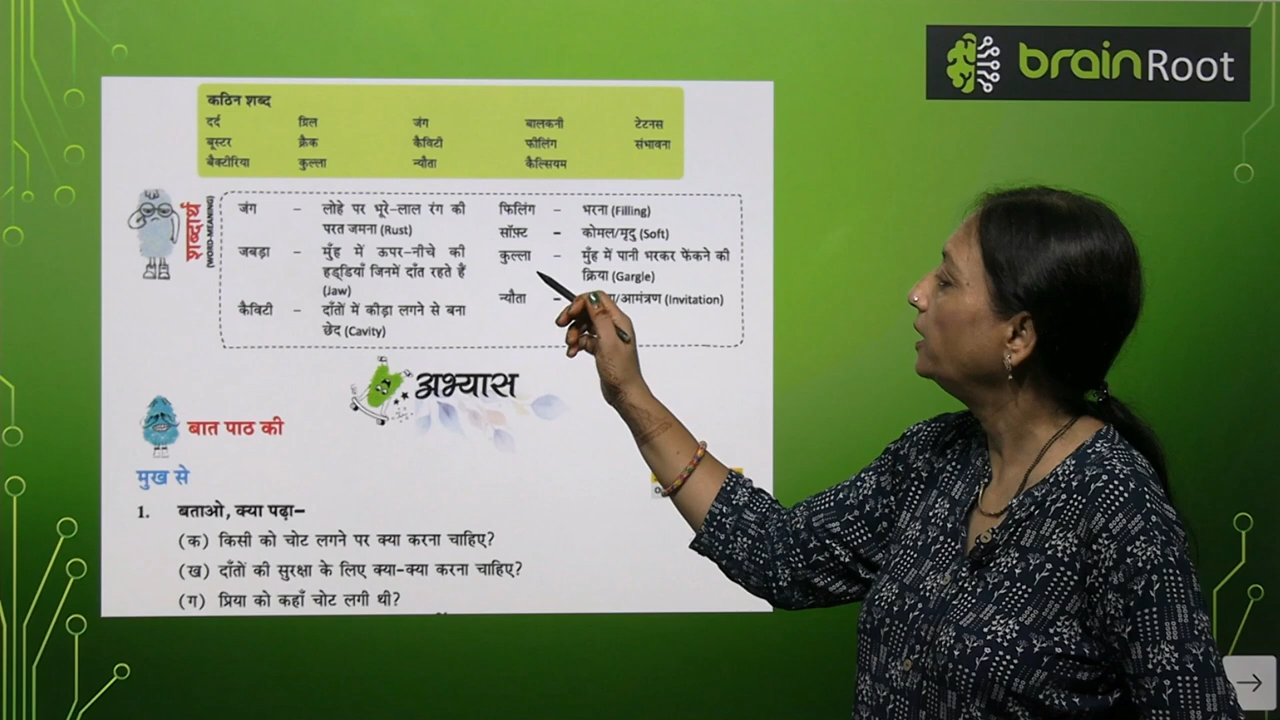 brainRoot
कठिन शब्द
दर्द ग्रिल जंग बालकनी टेटनस
बूस्टर क्रैक कैविटी फीलिंग संभावना
बैक्टीरिया कुल्ला न्यौता कैल्सियम
शब्दार्थ
(WORD-MEANING)
जंग – लोहे पर भूरे-लाल रंग की
परत जमना (Rust)
जबड़ा – मुँह में ऊपर-नीचे की
हड्डियाँ जिनमें दाँत रहते हैं
(Jaw)
कैविटी – दाँतों में कीड़ा लगने से बना
छेद (Cavity)
फिलिंग – भरना (Filling)
सॉफ़्ट – कोमल/मृदु (Soft)
कुल्ला – मुँह में पानी भरकर फेंकने की
क्रिया (Gargle)
न्यौता – /आमंत्रण (Invitation)
अभ्यास
बात पाठ की
मुख से
1. बताओ, क्या पढ़ा–
(क) किसी को चोट लगने पर क्या करना चाहिए?
(ख) दाँतों की सुरक्षा के लिए क्या-क्या करना चाहिए?
(ग) प्रिया को कहाँ चोट लगी थी?